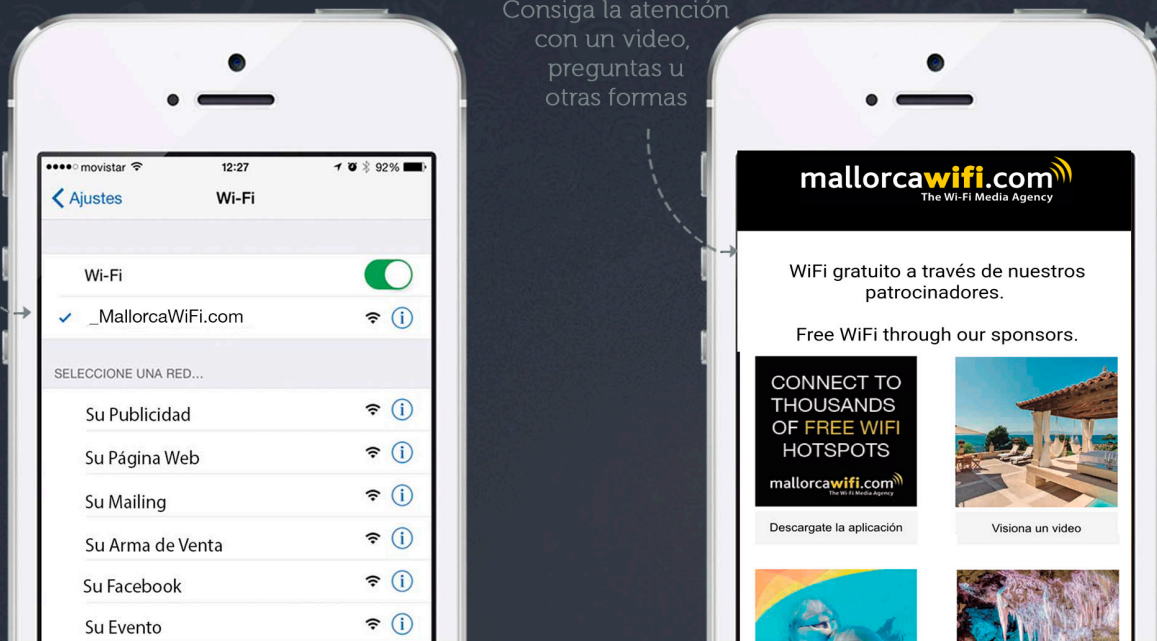 Consiga la atención
con un video,
preguntas u
otras formas
movistar
12:27
92%
Ajustes
Wi-Fi
Wi-Fi
_MallorcaWiFi.com
SELECCIONE UNA RED...
Su Publicidad
Su Página Web
Su Mailing
Su Arma de Venta
Su Facebook
Su Evento
mallorcawifi.com
The Wi-Fi Media Agency
WiFi gratuito a través de nuestros
patrocinadores.
Free WiFi through our sponsors.
CONNECT TO
THOUSANDS
OF FREE WIFI
HOTSPOTS
mallorcawifi.com
The Wi-Fi Media Agency
Descargate la aplicación
Visiona un video